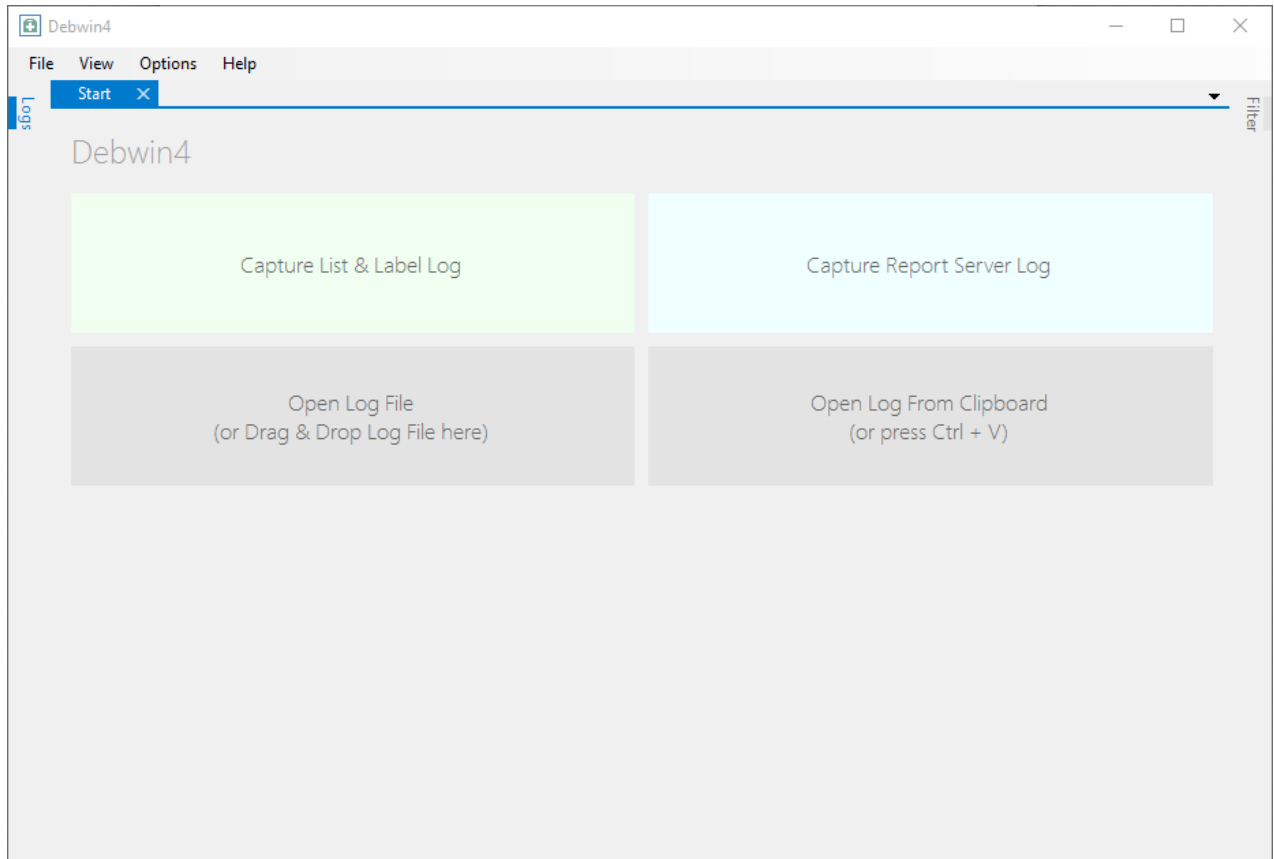 Debwin4
File View Options Help
Logs
Start
Filter
Debwin4
Capture List & Label Log
Capture Report Server Log
Open Log File
(or Drag & Drop Log File here)
Open Log From Clipboard
(or press Ctrl + V)